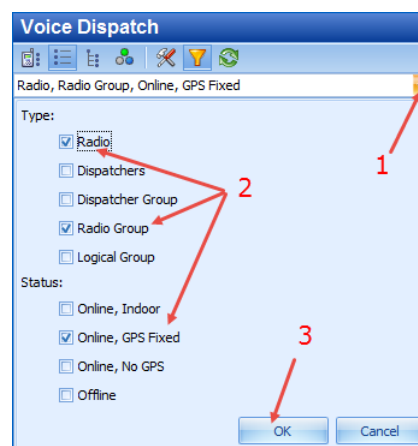 Voice Dispatch
Radio, Radio Group, Online, GPS Fixed
Type:
1
Radio
Dispatchers
2
Dispatcher Group
Radio Group
Logical Group
Status:
Online, Indoor
Online, GPS Fixed
3
Online, No GPS
Offline
OK Cancel